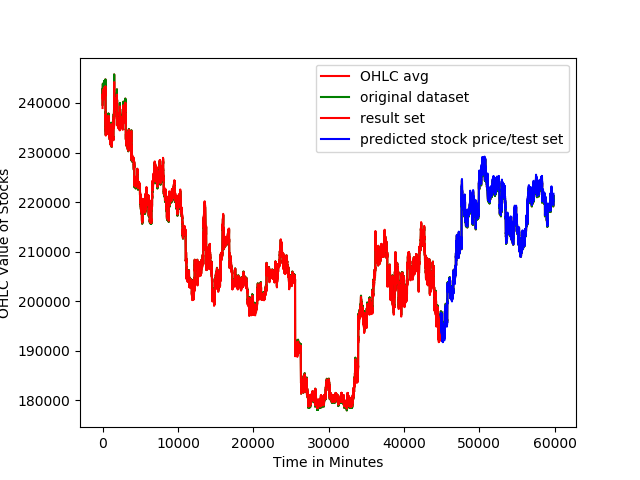 OHLC avg
original dataset
result set
predicted stock price/test set
240000
230000
220000
210000
200000
190000
180000
OHLC Value of Stocks
0 10000 20000 30000 40000 50000 60000
Time in Minutes